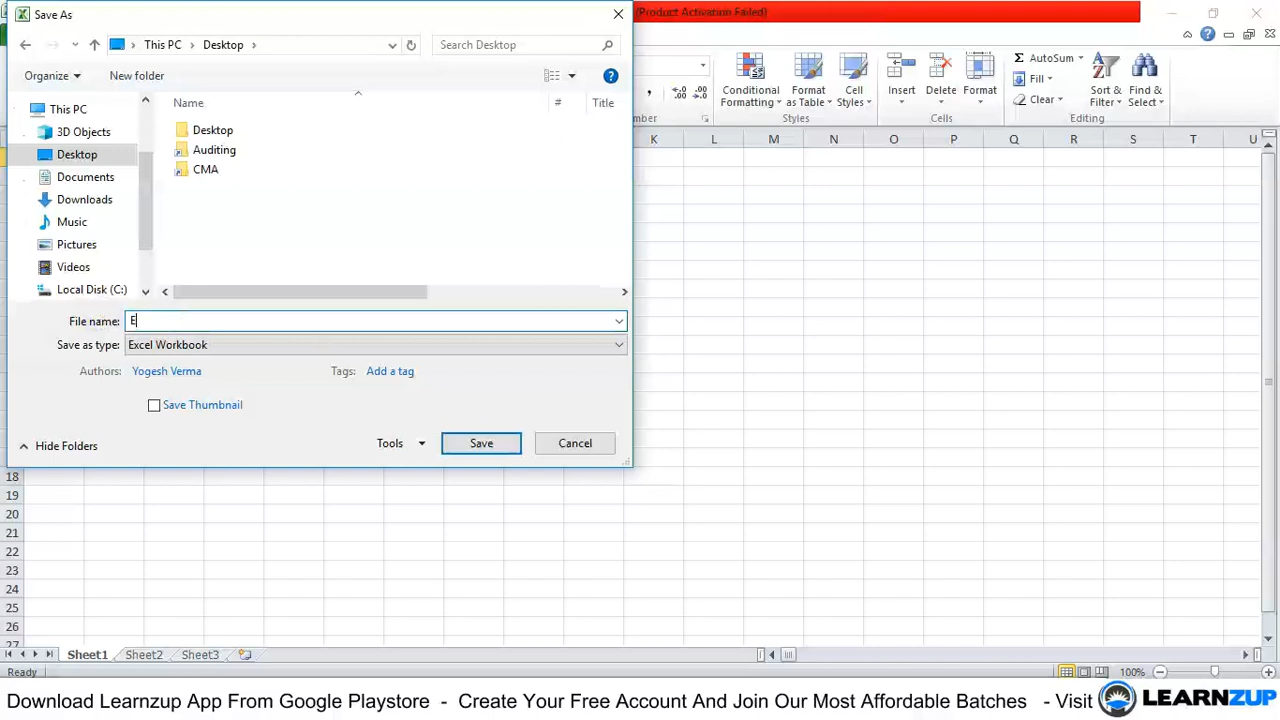 Save As
(Product Activation Failed)
This PC
Desktop
Search Desktop
Organize
New folder
This PC
3D Objects
Desktop
Documents
Downloads
Music
Pictures
Videos
Local Disk (C:)
Name
#
Title
Desktop
Auditing
CMA
File name: E
Save as type: Excel Workbook
Authors: Yogesh Verma
Tags: Add a tag
Save Thumbnail
Hide Folders
Tools
Save
Cancel
Conditional
Formatting
Format
as Table
Cell
Styles
Insert
Delete
Format
AutoSum
Fill
Clear
Sort &
Filter
Find &
Select
mber
Styles
Cells
Editing
K L M N O P Q R S T U
18
19
20
21
22
23
24
25
26
27
Sheet1 Sheet2 Sheet3
Ready
100%
Download Learnzup App From Google Playstore - Create Your Free Account And Join Our Most Affordable Batches - Visit LEARNZUP